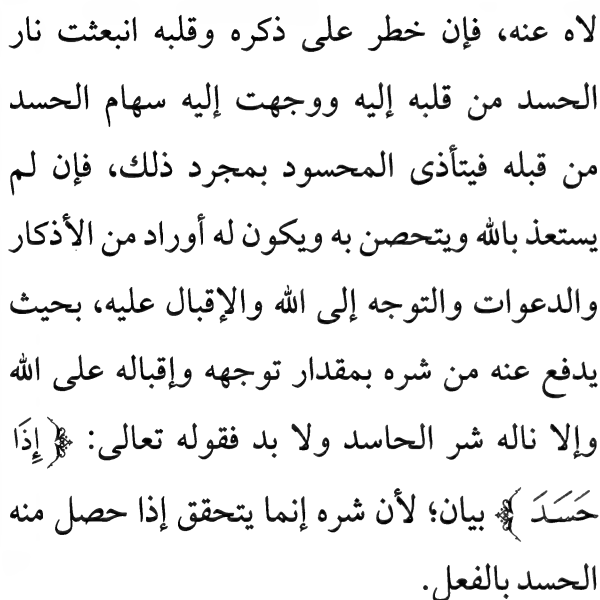 لاه عنه، فإن خطر على ذكره وقلبه انبعثت نار
الحسد من قلبه إليه ووجهت إليه سهام الحسد
من قبله فيتأذى المحسود بمجرد ذلك، فإن لم
يستعذ بالله ويتحصن به ويكون له أوراد من الأذكار
والدعوات والتوجه إلى الله والإقبال عليه، بحيث
يدفع عنه من شره بمقدار توجهه وإقباله على الله
وإلا ناله شر الحاسد ولا بد فقوله تعالى: ﴿إِذَا
حَسَدَ﴾ بيان؛ لأن شره إنما يتحقق إذا حصل منه
الحسد بالفعل.